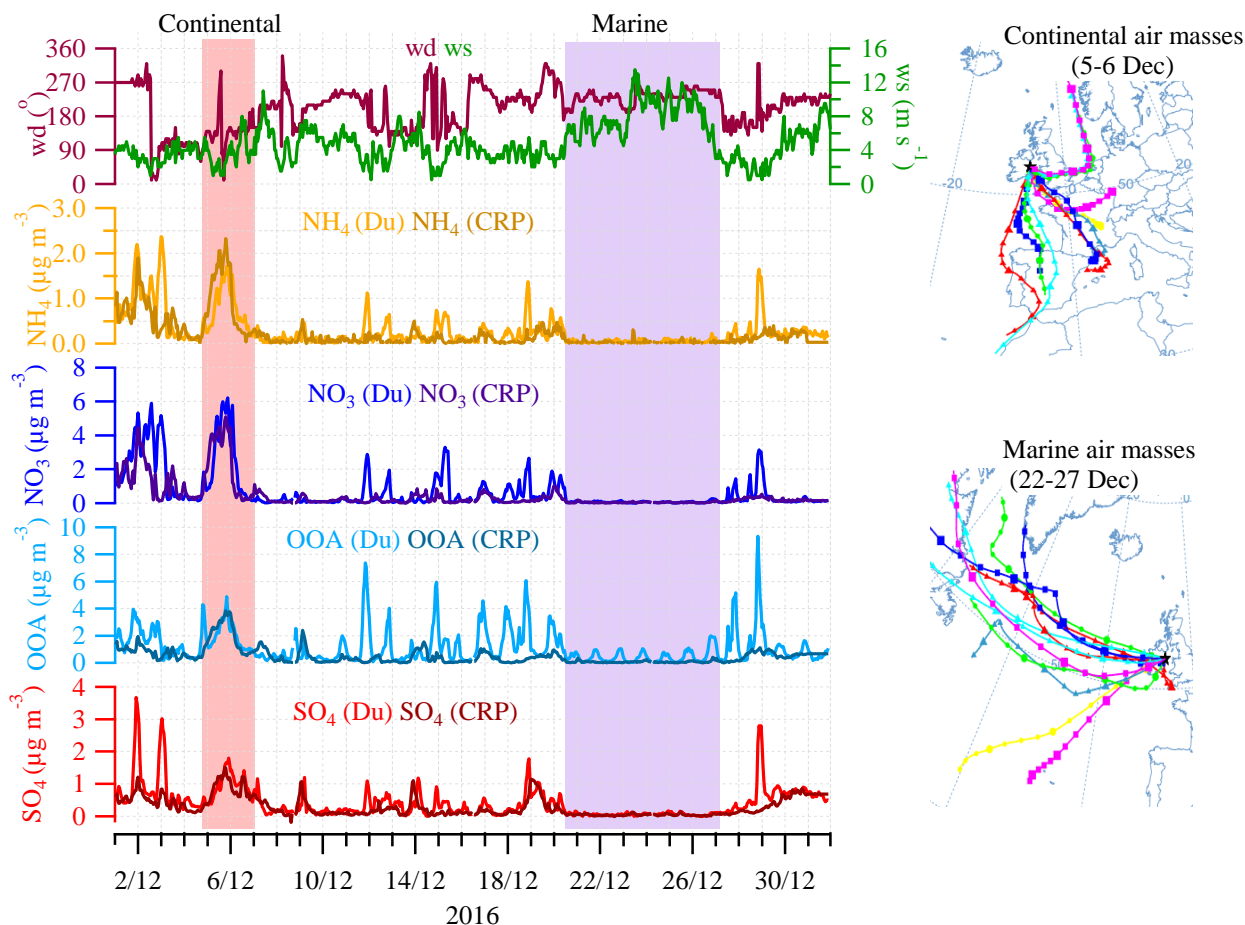 Continental
Marine
wd ws
360
270
180
90
0
wd (°)
16
12
8
4
0
ws (m s⁻¹)
NH₄ (Du) NH₄ (CRP)
3.0
2.0
1.0
0.0
NH₄ (µg m⁻³)
NO₃ (Du) NO₃ (CRP)
8
6
4
2
0
NO₃ (µg m⁻³)
OOA (Du) OOA (CRP)
10
8
6
4
2
0
OOA (µg m⁻³)
SO₄ (Du) SO₄ (CRP)
4
3
2
1
0
SO₄ (µg m⁻³)
2/12
6/12
10/12
14/12
18/12
22/12
26/12
30/12
2016
Continental air masses
(5-6 Dec)
-20
20
50
Marine air masses
(22-27 Dec)
0
50